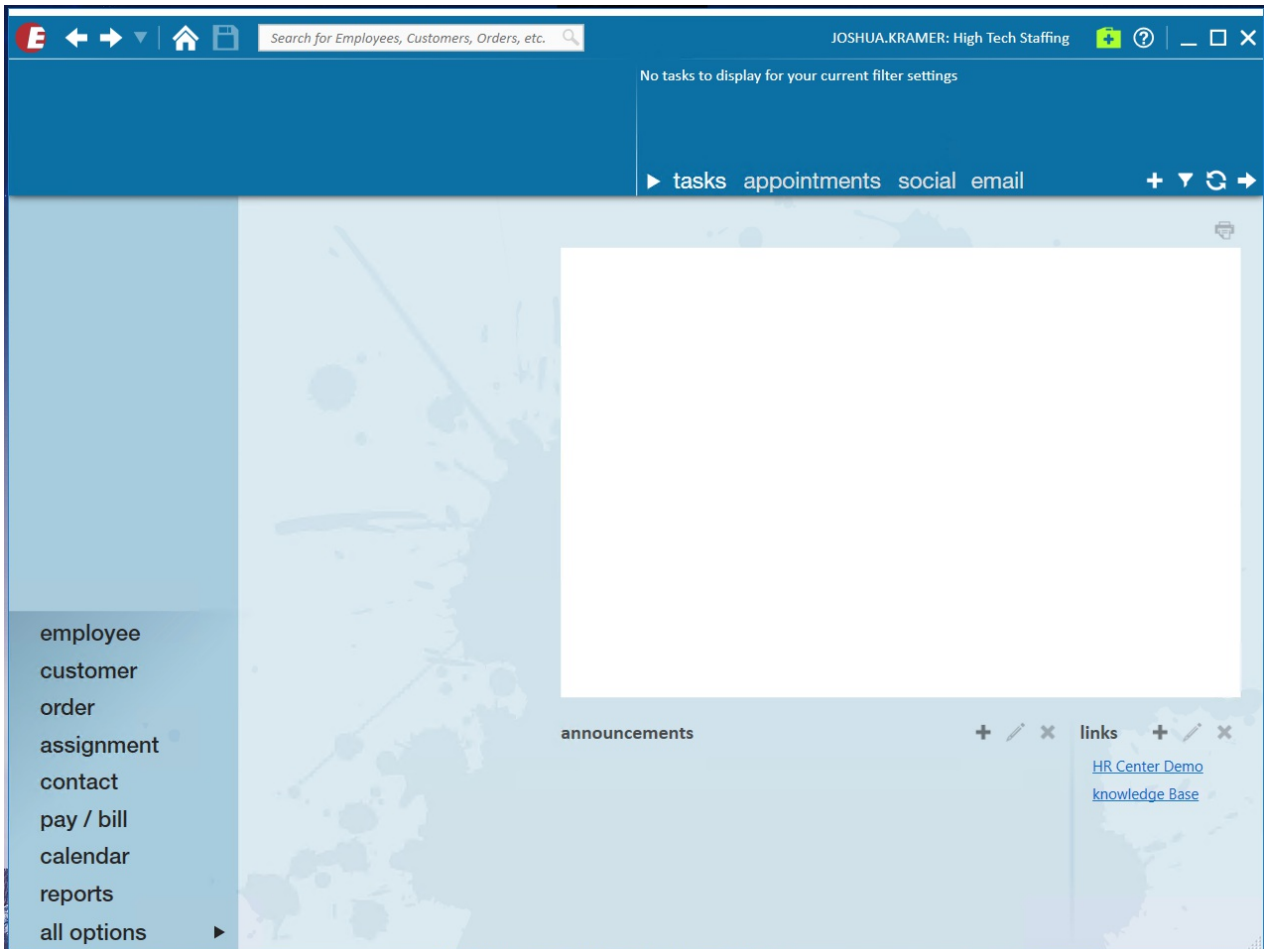 E
Search for Employees, Customers, Orders, etc.
JOSHUA.KRAMER: High Tech Staffing
No tasks to display for your current filter settings
tasks appointments social email
employee
customer
order
assignment
contact
pay / bill
calendar
reports
all options
announcements
links
HR Center Demo
knowledge Base